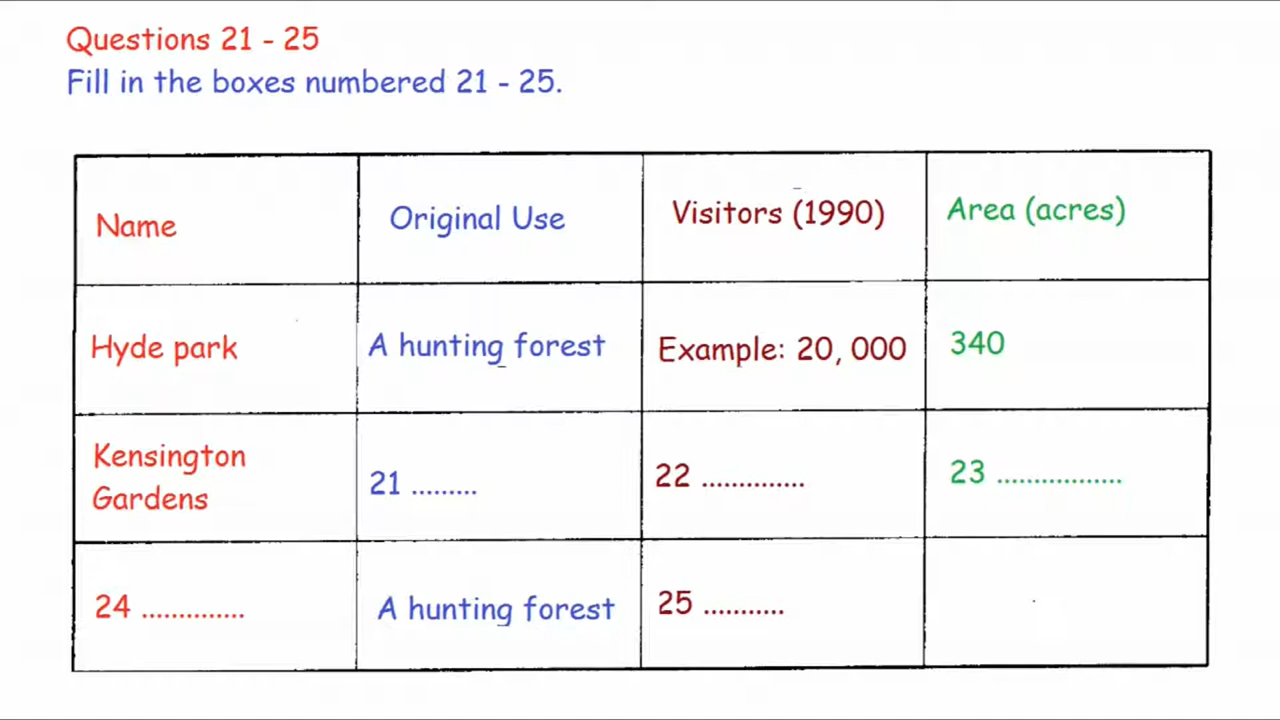 Questions 21 - 25
Fill in the boxes numbered 21 - 25.
Name
Original Use
Visitors (1990)
Area (acres)
Hyde park
A hunting forest
Example: 20, 000
340
Kensington
Gardens
21 .........
22 ..............
23 .................
24 ..............
A hunting forest
25 ...........